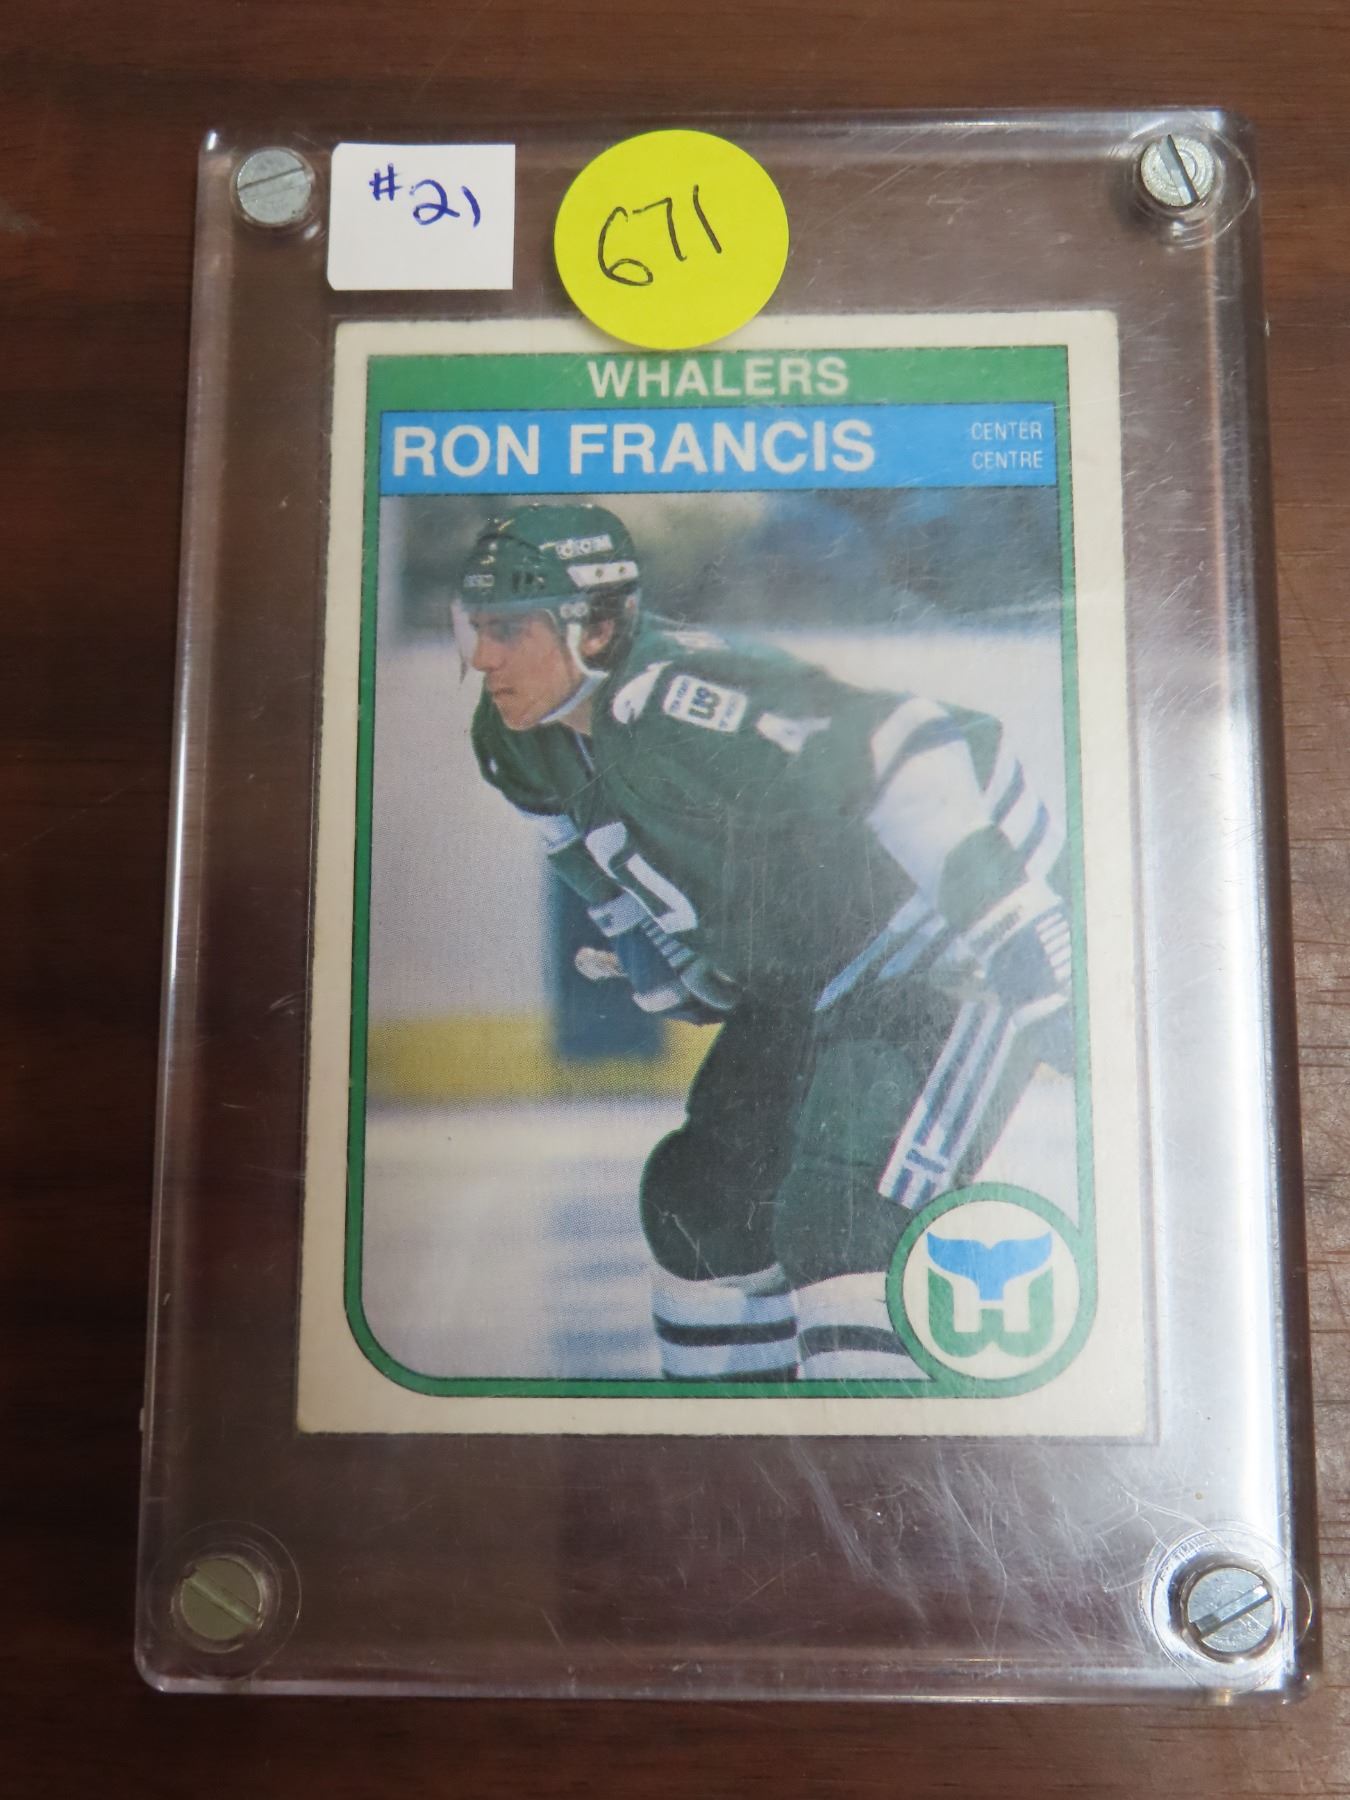 #21
671
WHALERS
RON FRANCIS
CENTER
CENTRE